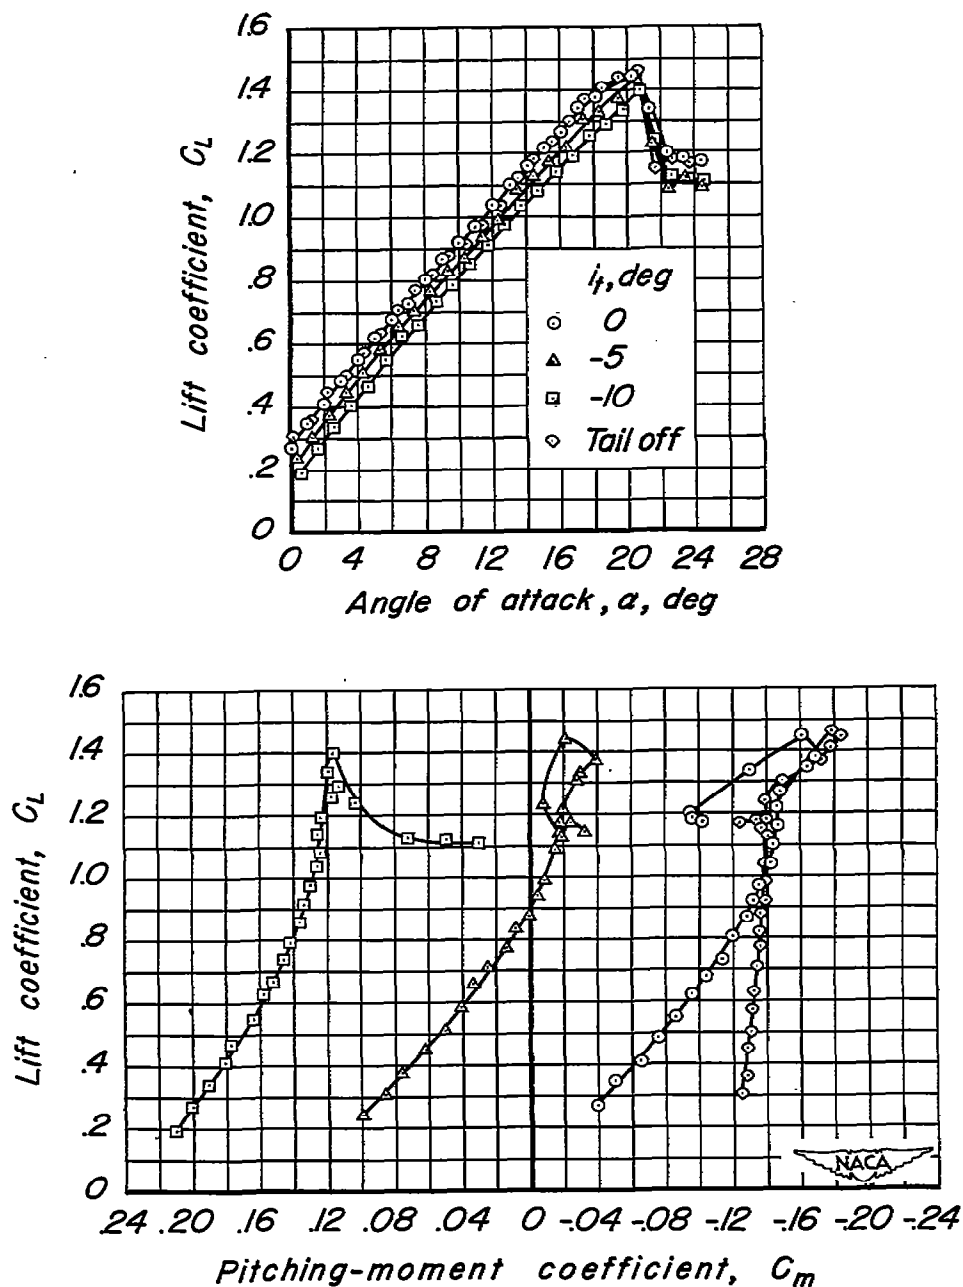 1.6
1.4
1.2
1.0
.8
.6
.4
.2
0
Lift coefficient, C_L
i_t, deg
0
-5
-10
Tail off
0 4 8 12 16 20 24 28
Angle of attack, α, deg
1.6
1.4
1.2
1.0
.8
.6
.4
.2
0
Lift coefficient, C_L
NACA
.24 .20 .16 .12 .08 .04 0 -.04 -.08 -.12 -.16 -.20 -.24
Pitching-moment coefficient, C_m